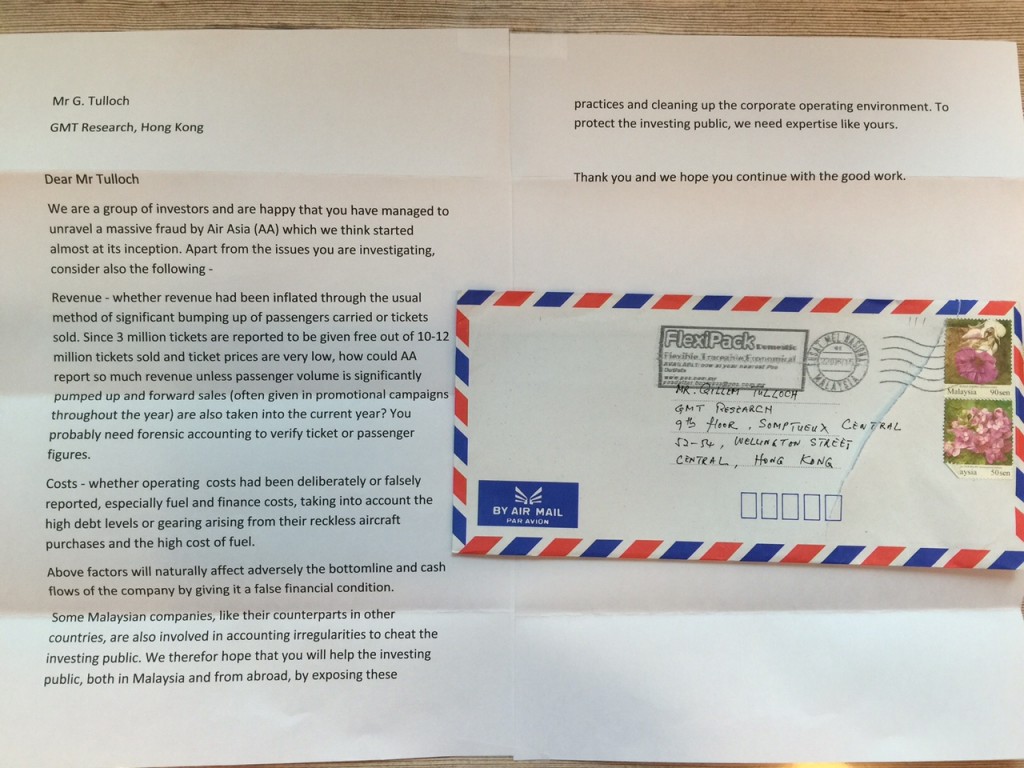 Mr G. Tulloch
GMT Research, Hong Kong
Dear Mr Tulloch
We are a group of investors and are happy that you have managed to
unravel a massive fraud by Air Asia (AA) which we think started
almost at its inception. Apart from the issues you are investigating,
consider also the following -
Revenue - whether revenue had been inflated through the usual
method of significant bumping up of passengers carried or tickets
sold. Since 3 million tickets are reported to be given free out of 10-12
million tickets sold and ticket prices are very low, how could AA
report so much revenue unless passenger volume is significantly
pumped up and forward sales (often given in promotional campaigns
throughout the year) are also taken into the current year? You
probably need forensic accounting to verify ticket or passenger
figures.
Costs - whether operating costs had been deliberately or falsely
reported, especially fuel and finance costs, taking into account the
high debt levels or gearing arising from their reckless aircraft
purchases and the high cost of fuel.
Above factors will naturally affect adversely the bottomline and cash
flows of the company by giving it a false financial condition.
Some Malaysian companies, like their counterparts in other
countries, are also involved in accounting irregularities to cheat the
investing public. We therefor hope that you will help the investing
public, both in Malaysia and from abroad, by exposing these
practices and cleaning up the corporate operating environment. To
protect the investing public, we need expertise like yours.
Thank you and we hope you continue with the good work.
FlexiPack Domestic
MALAYSIA
MR. GILLEM TULLOCH
GMT RESEARCH
9th floor, SOMPTUEUX CENTRAL
52-54, WELLINGTON STREET
CENTRAL, HONG KONG
Malaysia 90 sen
aysia 50 sen
BY AIR MAIL
PAR AVION